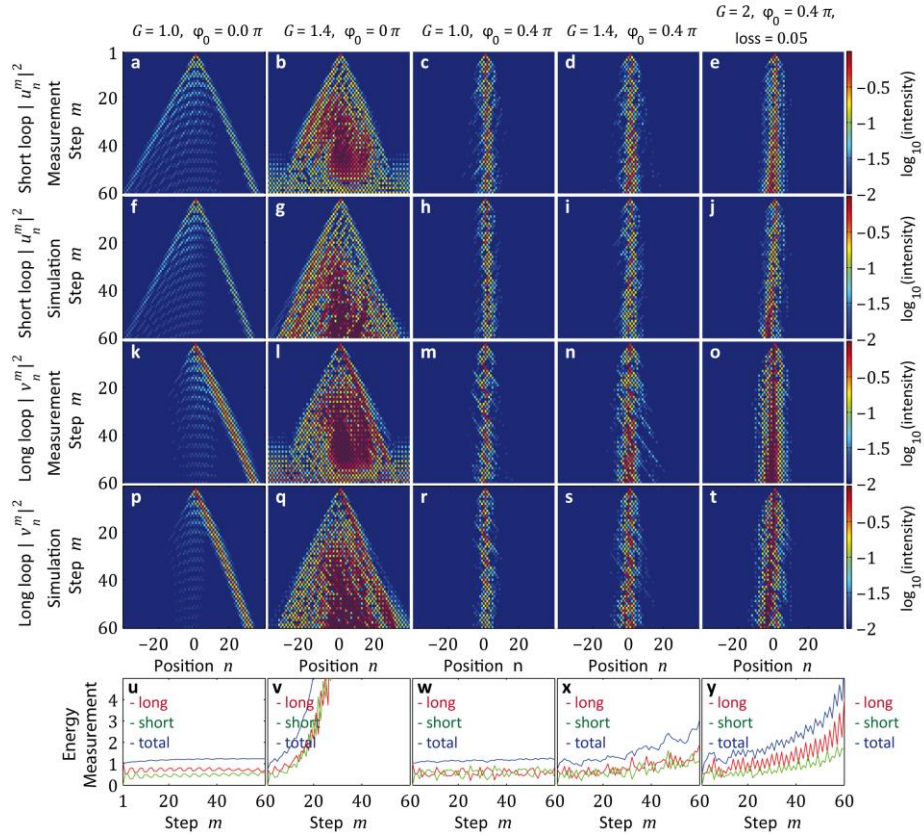 G = 1.0, φ₀ = 0.0 π
G = 1.4, φ₀ = 0 π
G = 1.0, φ₀ = 0.4 π
G = 1.4, φ₀ = 0.4 π
G = 2, φ₀ = 0.4 π,
loss = 0.05
Short loop | uₙᵐ|²
Measurement
Step m
1
20
40
60
a
b
c
d
e
-0.5
-1
-1.5
-2
log₁₀(intensity)
Short loop | uₙᵐ|²
Simulation
Step m
20
40
60
f
g
h
i
j
-0.5
-1
-1.5
-2
log₁₀(intensity)
Long loop | vₙᵐ|²
Measurement
Step m
20
40
60
k
l
m
n
o
-0.5
-1
-1.5
-2
log₁₀(intensity)
Long loop | vₙᵐ|²
Simulation
Step m
20
40
60
p
q
r
s
t
-0.5
-1
-1.5
-2
log₁₀(intensity)
-20 0 20
-20 0 20
-20 0 20
-20 0 20
-20 0 20
Position n
Position n
Position n
Position n
Position n
Energy
Measurement
4
3
2
1
0
u
- long
- short
- total
v
- long
- short
- total
w
- long
- short
- total
x
- long
- short
- total
y
- long
- short
- total
- long
- short
- total
1 20 40 60
20 40 60
20 40 60
20 40 60
20 40 60
Step m
Step m
Step m
Step m
Step m